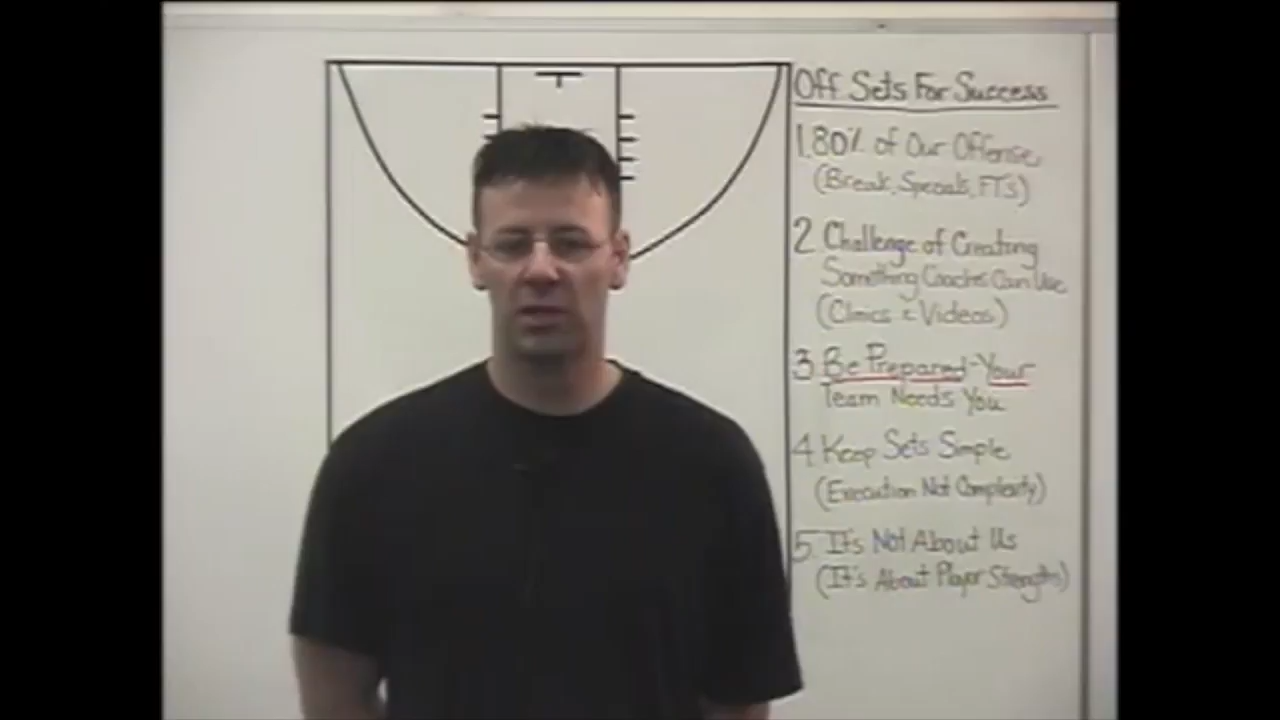 Off Sets For Success
1. 80% of Our Offense
(Break, Specials, FT's)
2. Challenge of Creating
Something Coaches Can Use
(Clinics & Videos)
3. Be Prepared - Your
Team Needs You
4. Keep Sets Simple
(Execution Not Complexity)
5. It's Not About Us
(It's About Player Strengths)